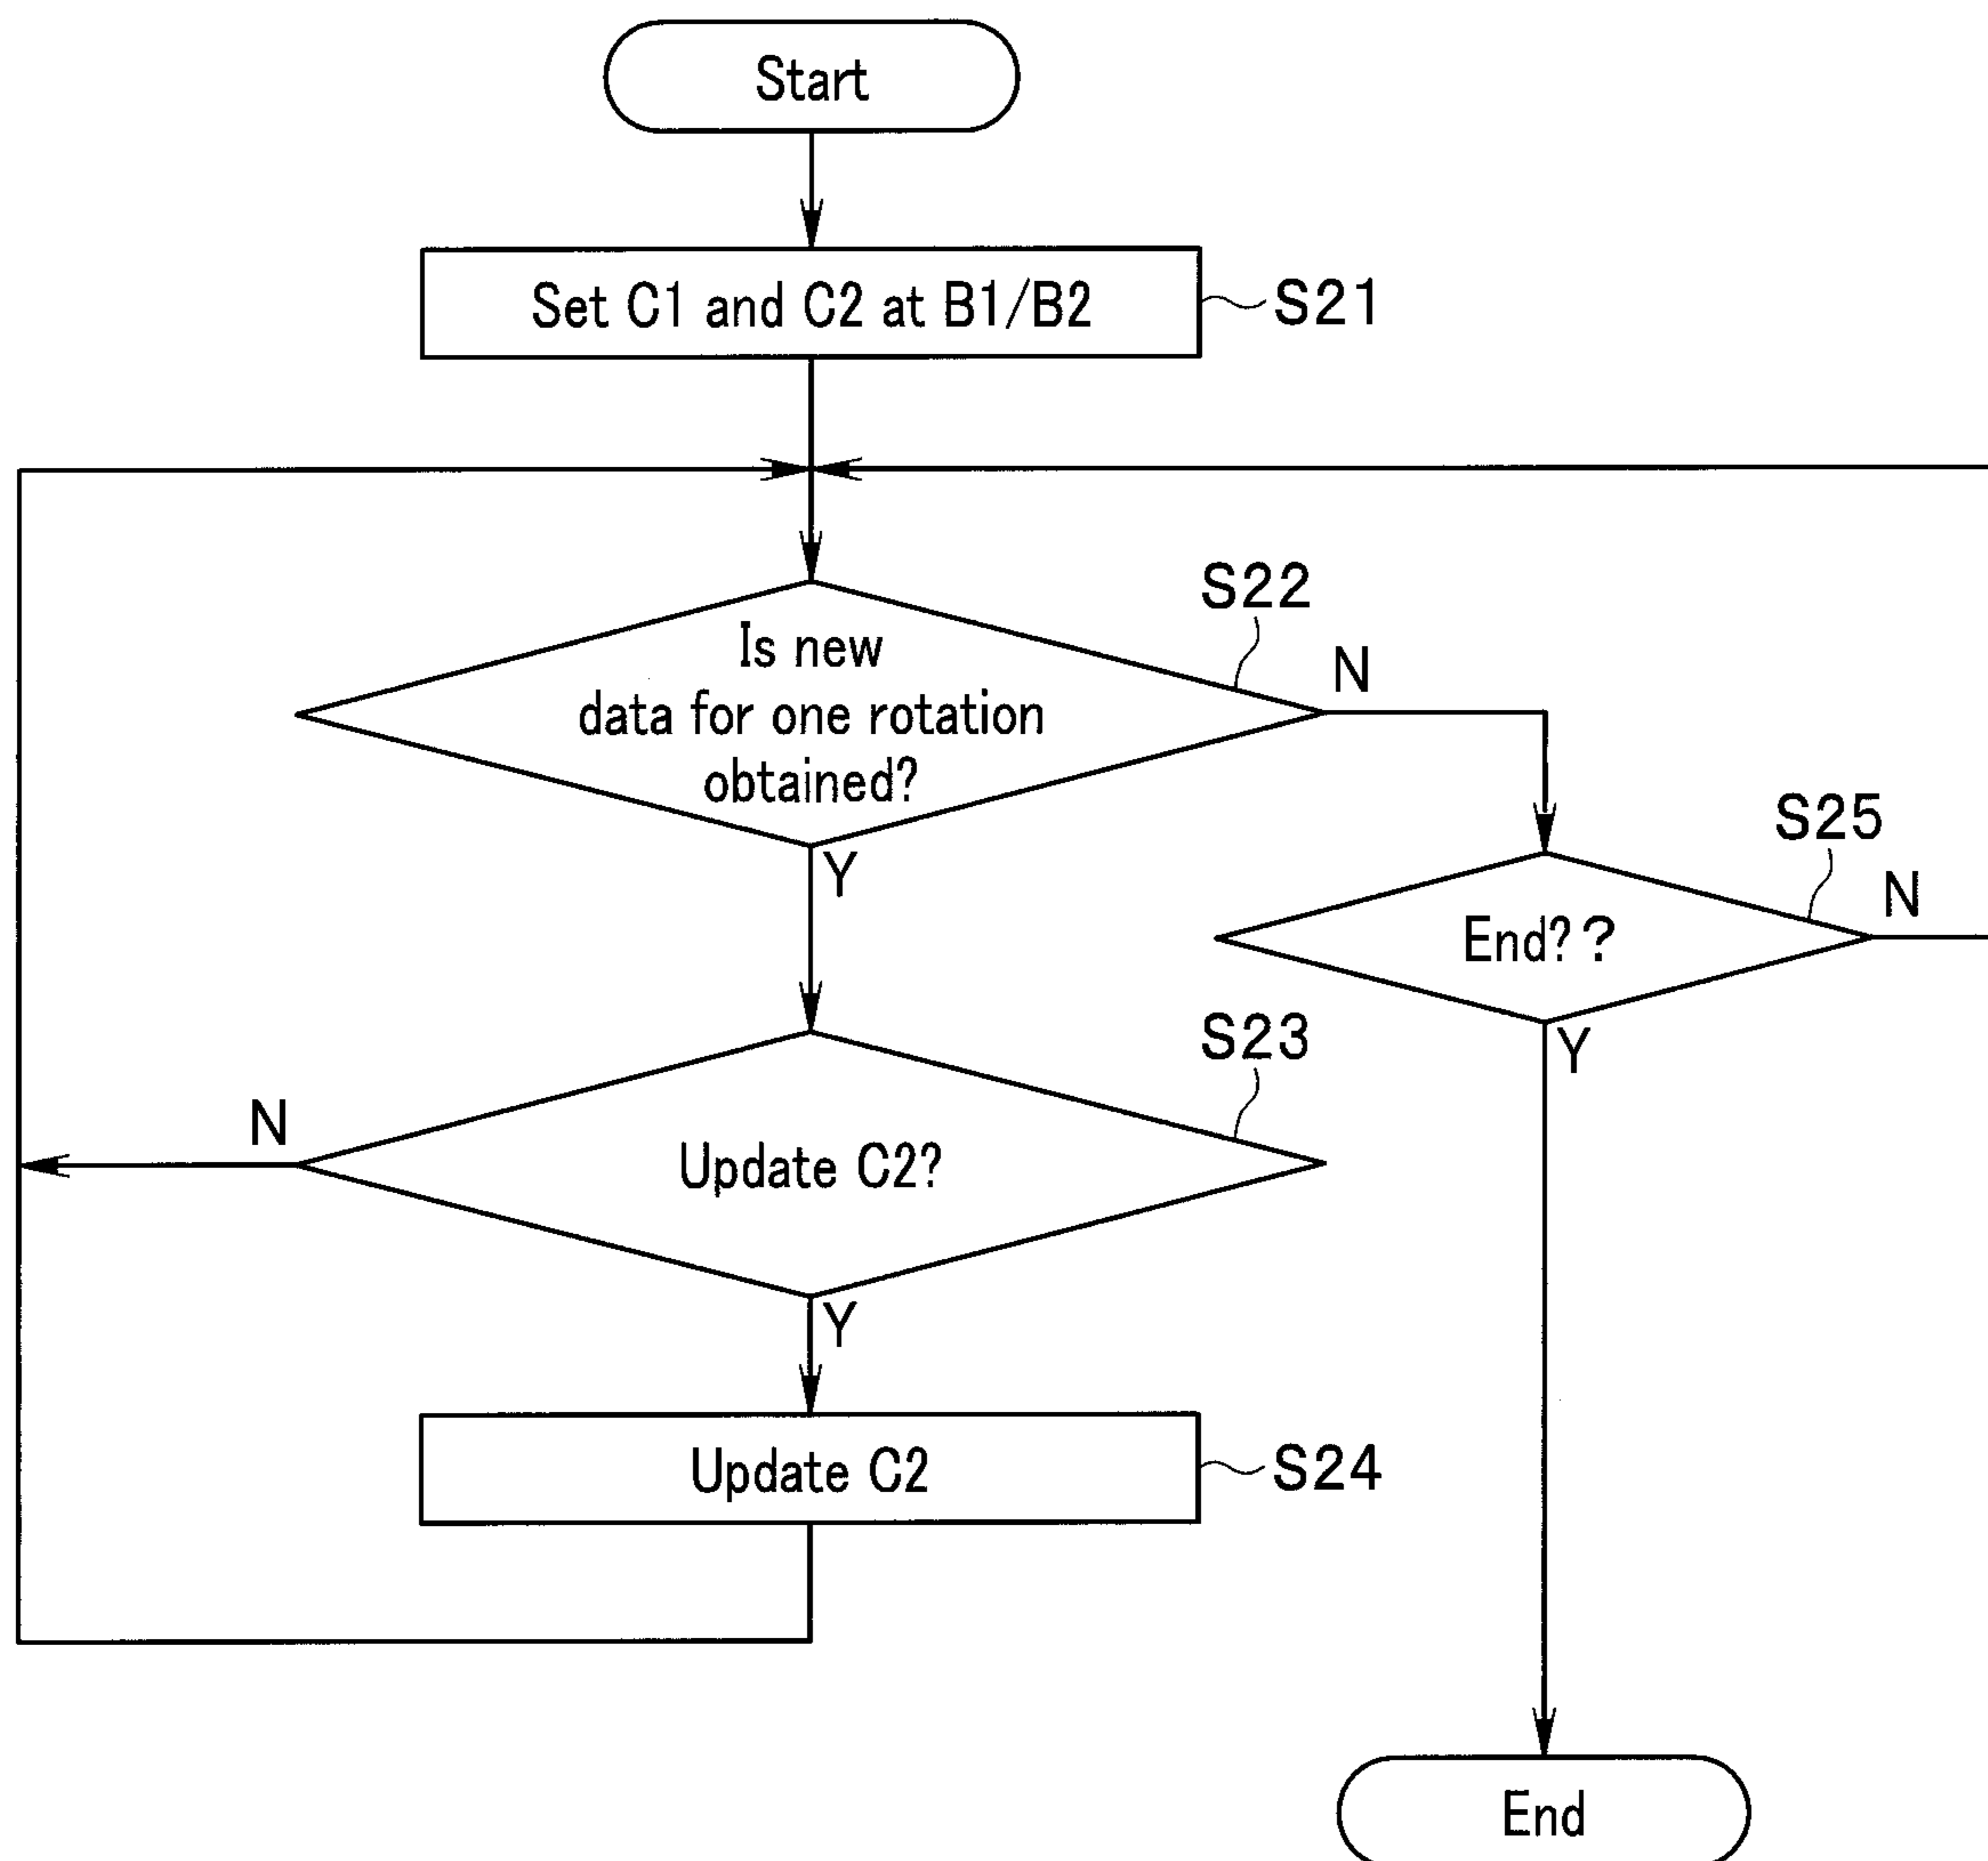 Start
Set C1 and C2 at B1/B2
S21
S22
Is new
data for one rotation
obtained?
N
Y
S25
End??
N
Y
S23
Update C2?
N
Y
Update C2
S24
End